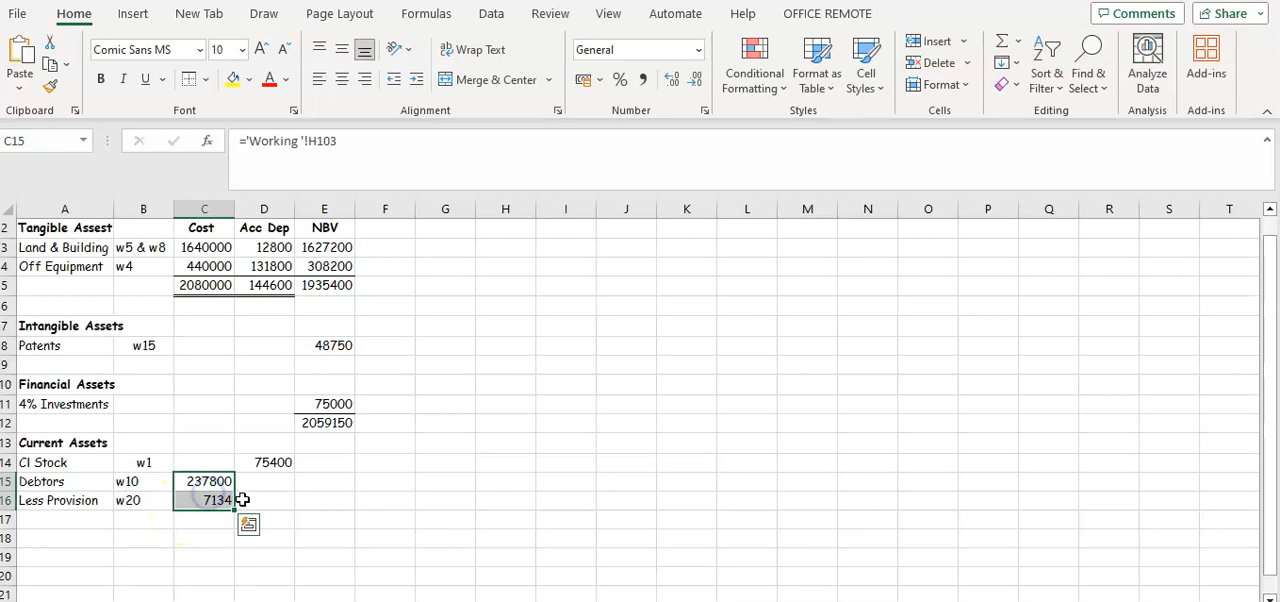 File Home Insert New Tab Draw Page Layout Formulas Data Review View Automate Help OFFICE REMOTE Comments Share
Paste Comic Sans MS 10 A A Wrap Text General Conditional Formatting Format as Table Cell Styles Insert Delete Format Sort & Filter Find & Select Analyze Data Add-ins
B I U A Merge & Center % 9
Clipboard Font Alignment Number Styles Cells Editing Analysis Add-ins
C15 fx ='Working '!H103
A B C D E F G H I J K L M N O P Q R S T
2 Tangible Assest Cost Acc Dep NBV
3 Land & Building w5 & w8 1640000 12800 1627200
4 Off Equipment w4 440000 131800 308200
5 2080000 144600 1935400
6
7 Intangible Assets
8 Patents w15 48750
9
10 Financial Assets
11 4% Investments 75000
12 2059150
13 Current Assets
14 Cl Stock w1 75400
15 Debtors w10 237800
16 Less Provision w20 7134
17
18
19
20
21